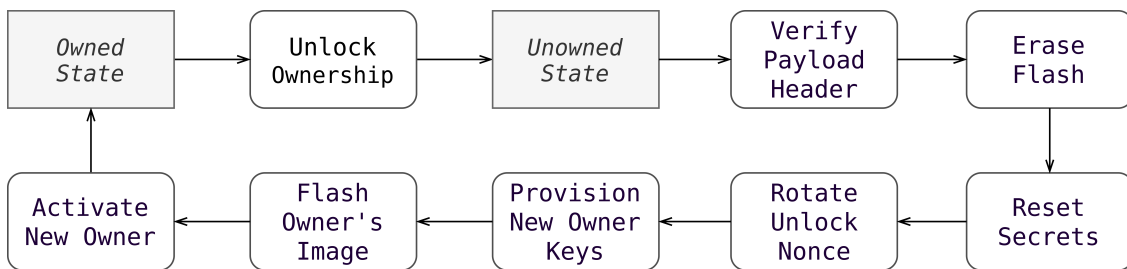 Owned
State
Unlock
Ownership
Unowned
State
Verify
Payload
Header
Erase
Flash
Activate
New Owner
Flash
Owner's
Image
Provision
New Owner
Keys
Rotate
Unlock
Nonce
Reset
Secrets